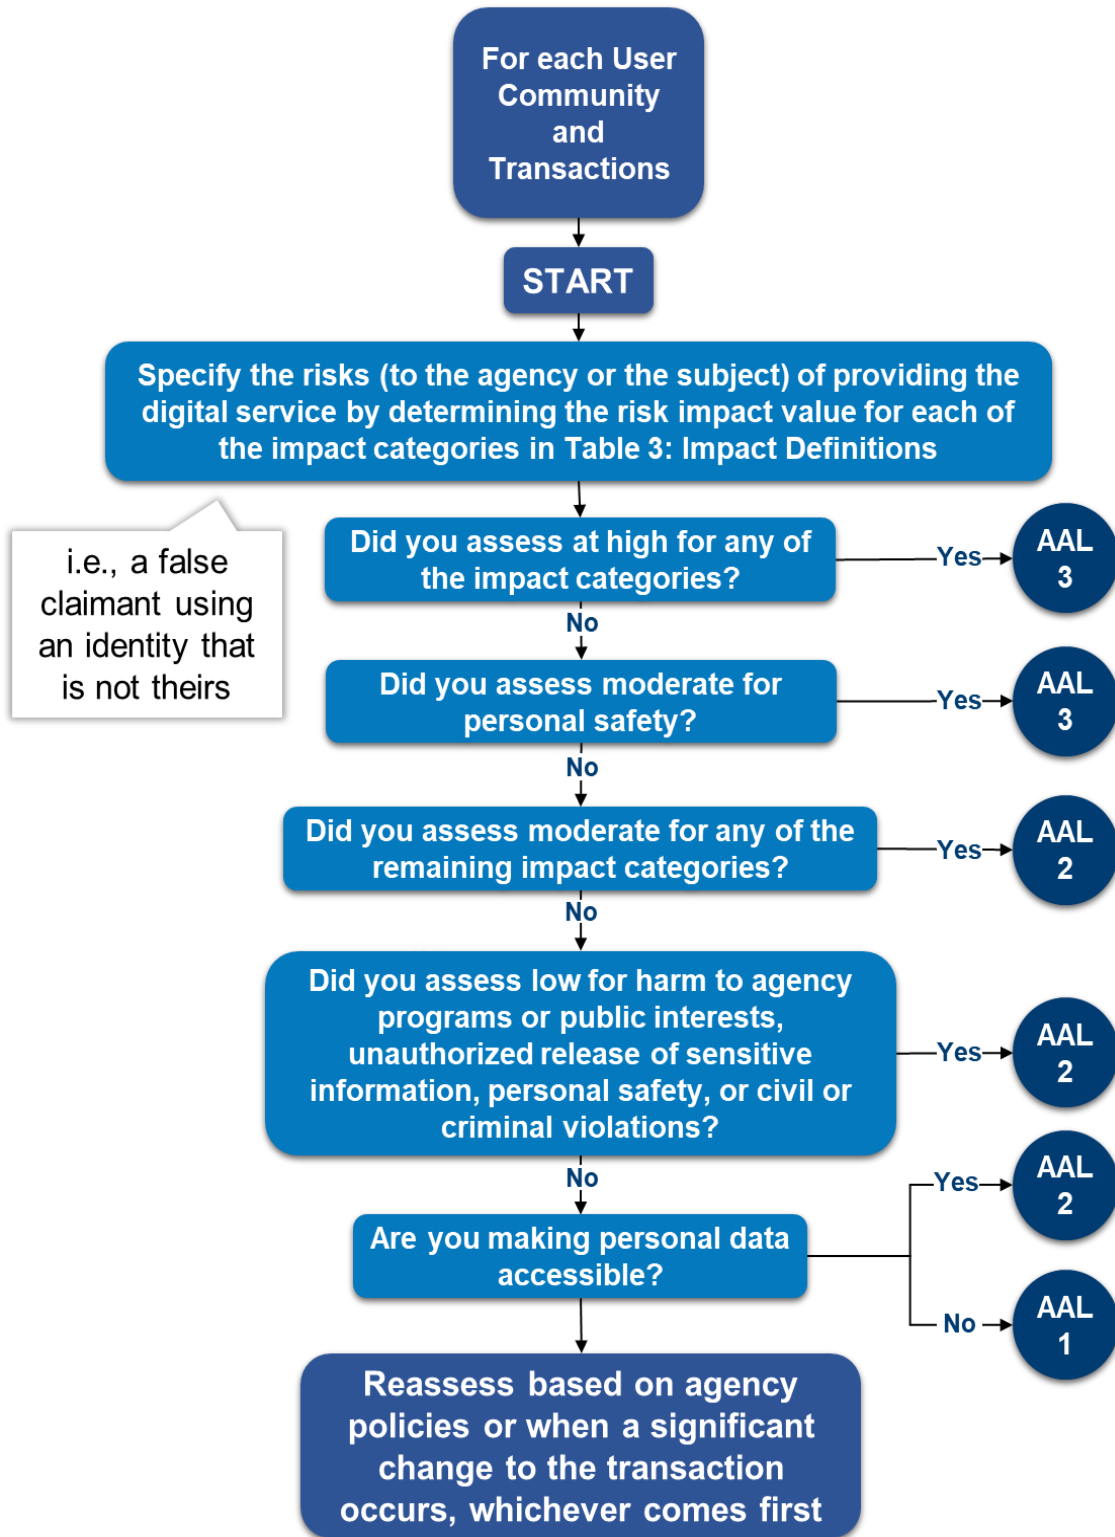 For each User
Community
and
Transactions
START
Specify the risks (to the agency or the subject) of providing the
digital service by determining the risk impact value for each of
the impact categories in Table 3: Impact Definitions
i.e., a false
claimant using
an identity that
is not theirs
Did you assess at high for any of
the impact categories?
Yes
AAL
3
No
Did you assess moderate for
personal safety?
Yes
AAL
3
No
Did you assess moderate for any of the
remaining impact categories?
Yes
AAL
2
No
Did you assess low for harm to agency
programs or public interests,
unauthorized release of sensitive
information, personal safety, or civil or
criminal violations?
Yes
AAL
2
No
Are you making personal data
accessible?
Yes
AAL
2
No
AAL
1
Reassess based on agency
policies or when a significant
change to the transaction
occurs, whichever comes first